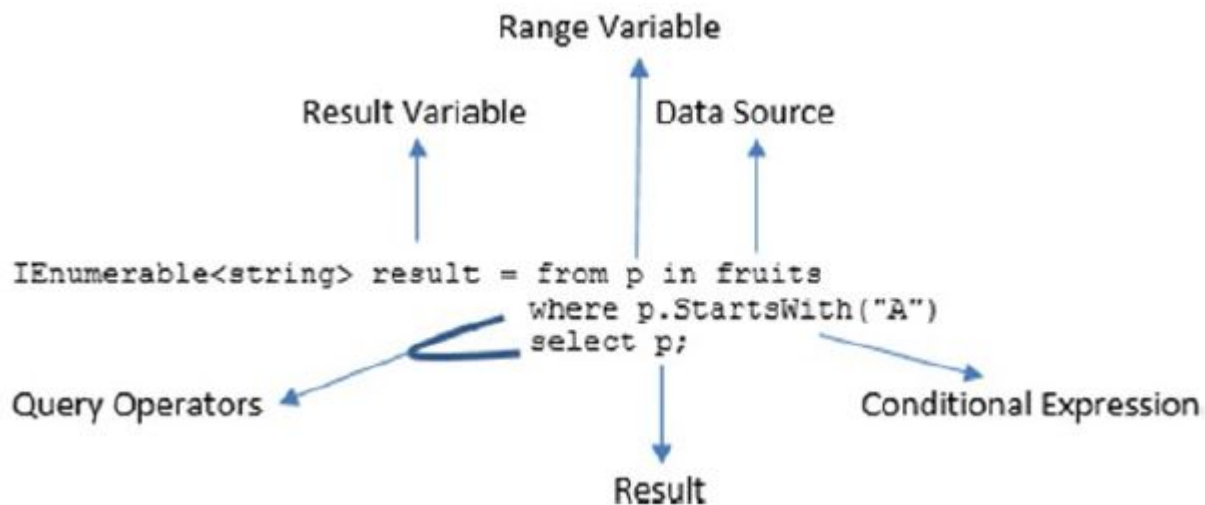 Range Variable
Result Variable Data Source
IEnumerable<string> result = from p in fruits
where p.StartsWith("A")
select p;
Query Operators Conditional Expression
Result